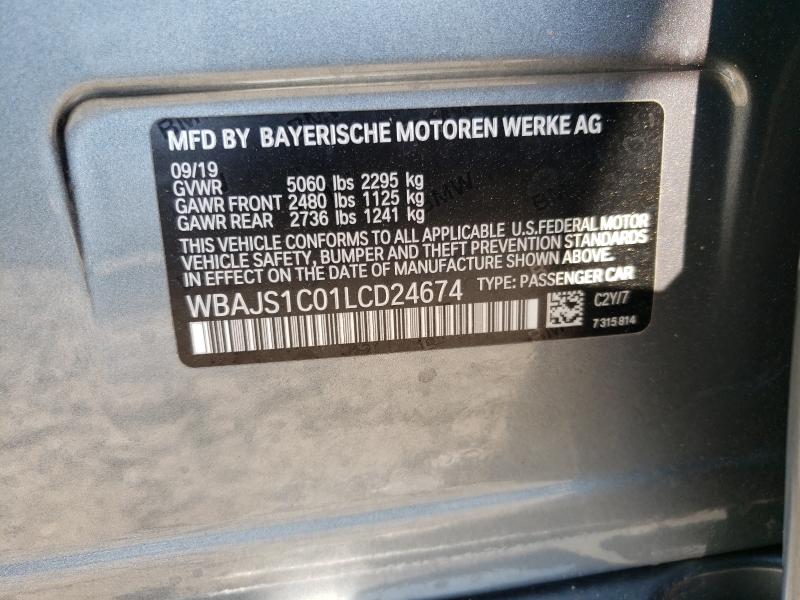 MFD BY BAYERISCHE MOTOREN WERKE AG
09/19
GVWR 5060 lbs 2295 kg
GAWR FRONT 2480 lbs 1125 kg
GAWR REAR 2736 lbs 1241 kg
THIS VEHICLE CONFORMS TO ALL APPLICABLE U.S.FEDERAL MOTOR
VEHICLE SAFETY, BUMPER AND THEFT PREVENTION STANDARDS
IN EFFECT ON THE DATE OF MANUFACTURE SHOWN ABOVE.
WBAJS1C01LCD24674 TYPE: PASSENGER CAR
C2Y/7
7315814